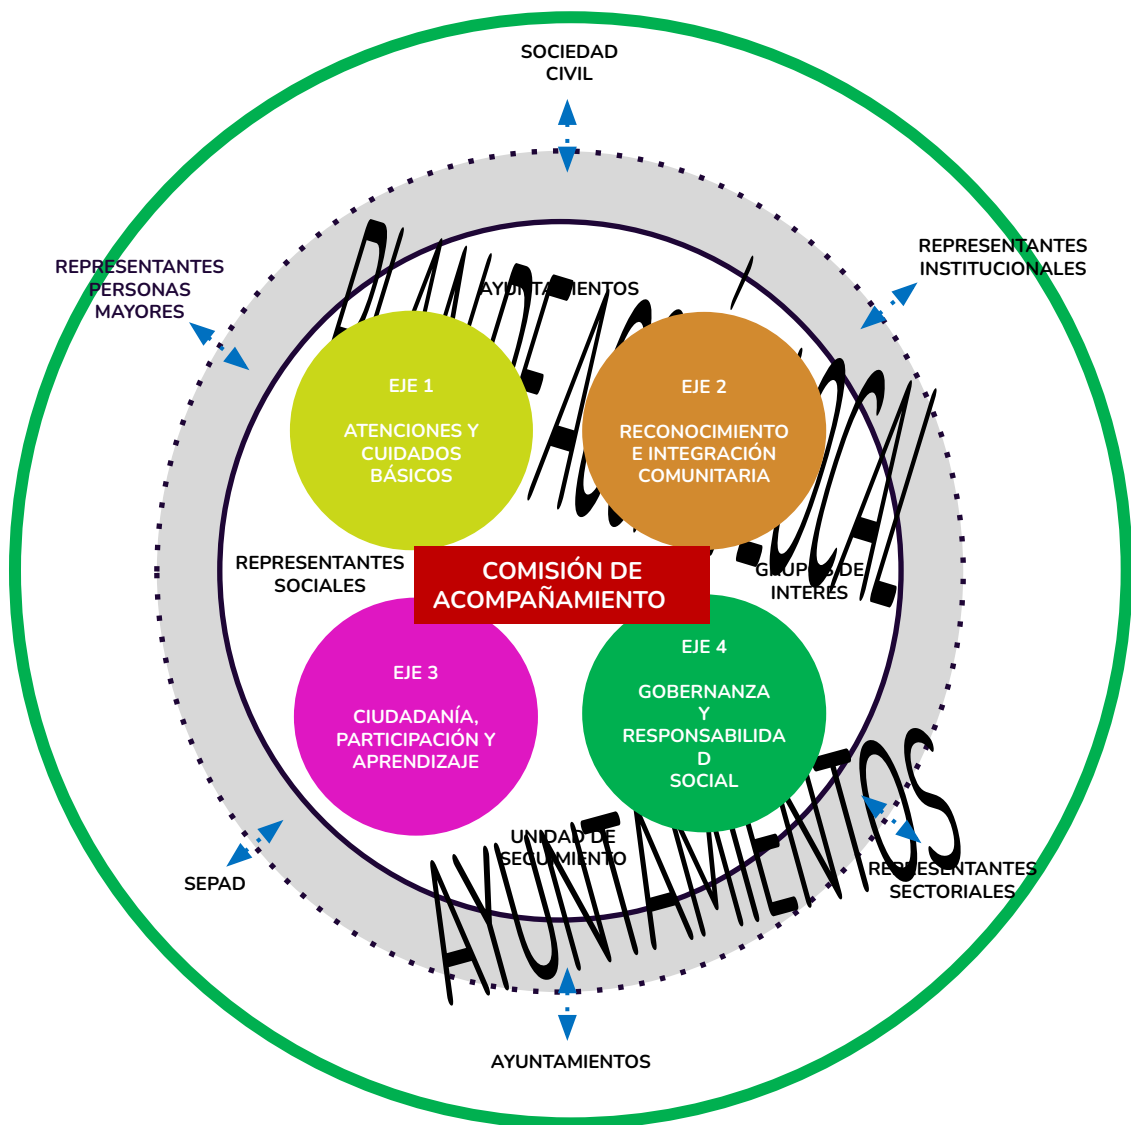 SOCIEDAD
CIVIL
REPRESENTANTES
INSTITUCIONALES
REPRESENTANTES
PERSONAS
MAYORES
AYUNTAMIENTOS
EJE 1
ATENCIONES Y
CUIDADOS
BÁSICOS
EJE 2
RECONOCIMIENTO
E INTEGRACIÓN
COMUNITARIA
REPRESENTANTES
SOCIALES
COMISIÓN DE
ACOMPAÑAMIENTO
GRUPOS DE
INTERÉS
EJE 3
CIUDADANÍA,
PARTICIPACIÓN Y
APRENDIZAJE
EJE 4
GOBERNANZA
Y
RESPONSABILIDA
D
SOCIAL
UNIDAD DE
SEGUIMIENTO
AYUNTAMIENTOS
SEPAD
REPRESENTANTES
SECTORIALES
AYUNTAMIENTOS